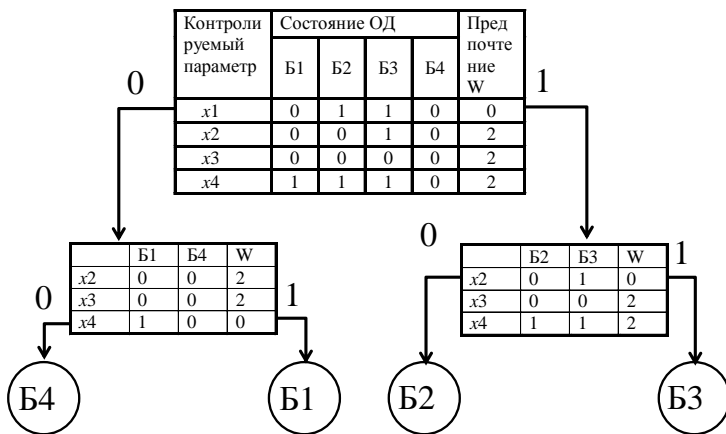 Контроли руемый параметр Состояние ОД Пред почте ние W
Б1 Б2 Б3 Б4
0 1
x1 0 1 1 0 0
x2 0 0 1 0 2
x3 0 0 0 0 2
x4 1 1 1 0 2
0 1
Б1 Б4 W
x2 0 0 2
x3 0 0 2
x4 1 0 0
0 1
Б2 Б3 W
x2 0 1 0
x3 0 0 2
x4 1 1 2
Б4 Б1 Б2 Б3